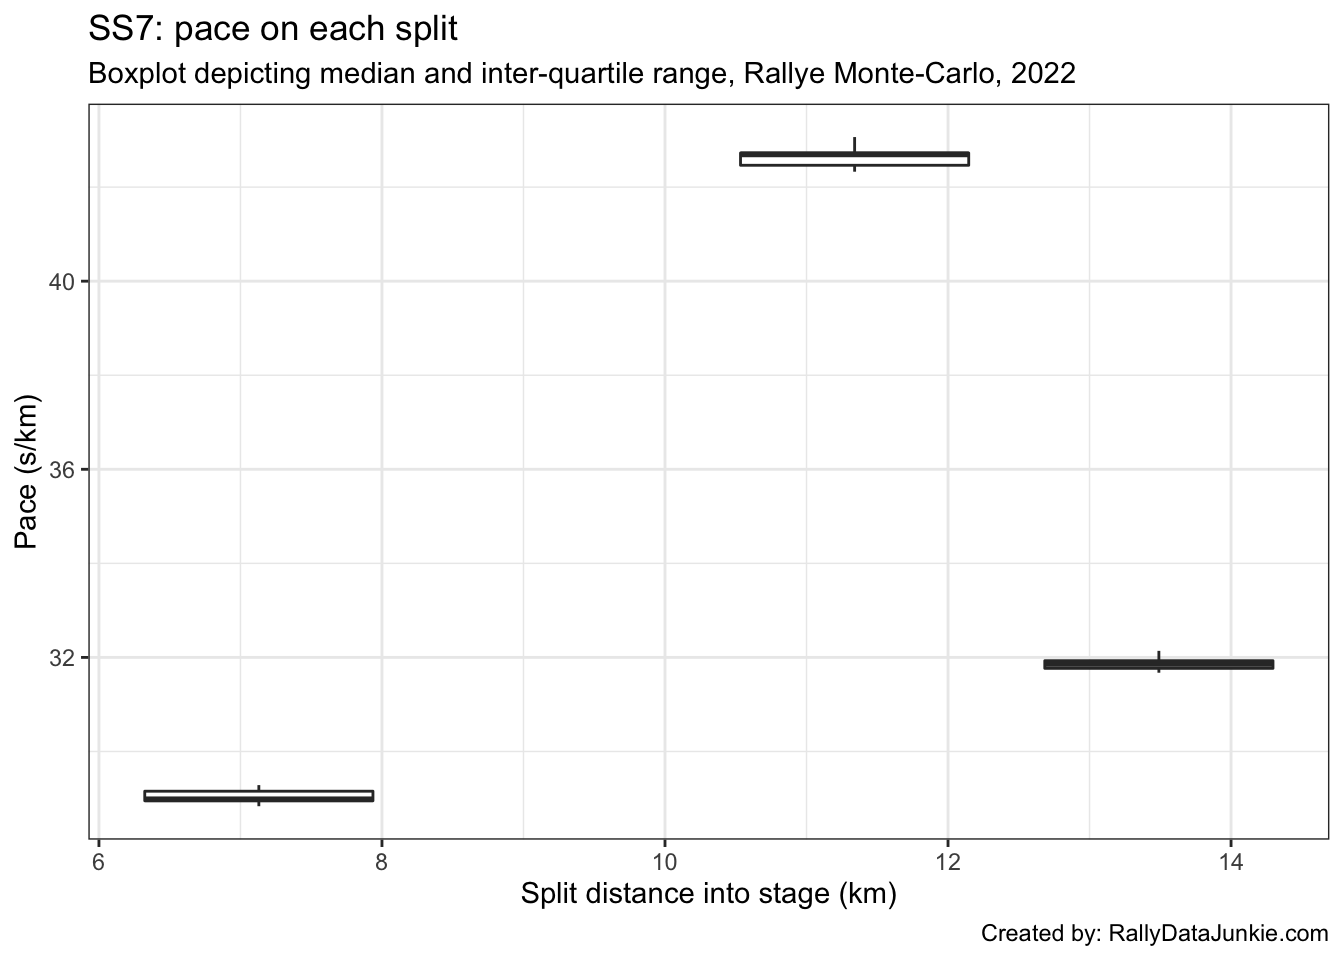 SS7: pace on each split
Boxplot depicting median and inter-quartile range, Rallye Monte-Carlo, 2022
40
36
32
Pace (s/km)
6 8 10 12 14
Split distance into stage (km)
Created by: RallyDataJunkie.com